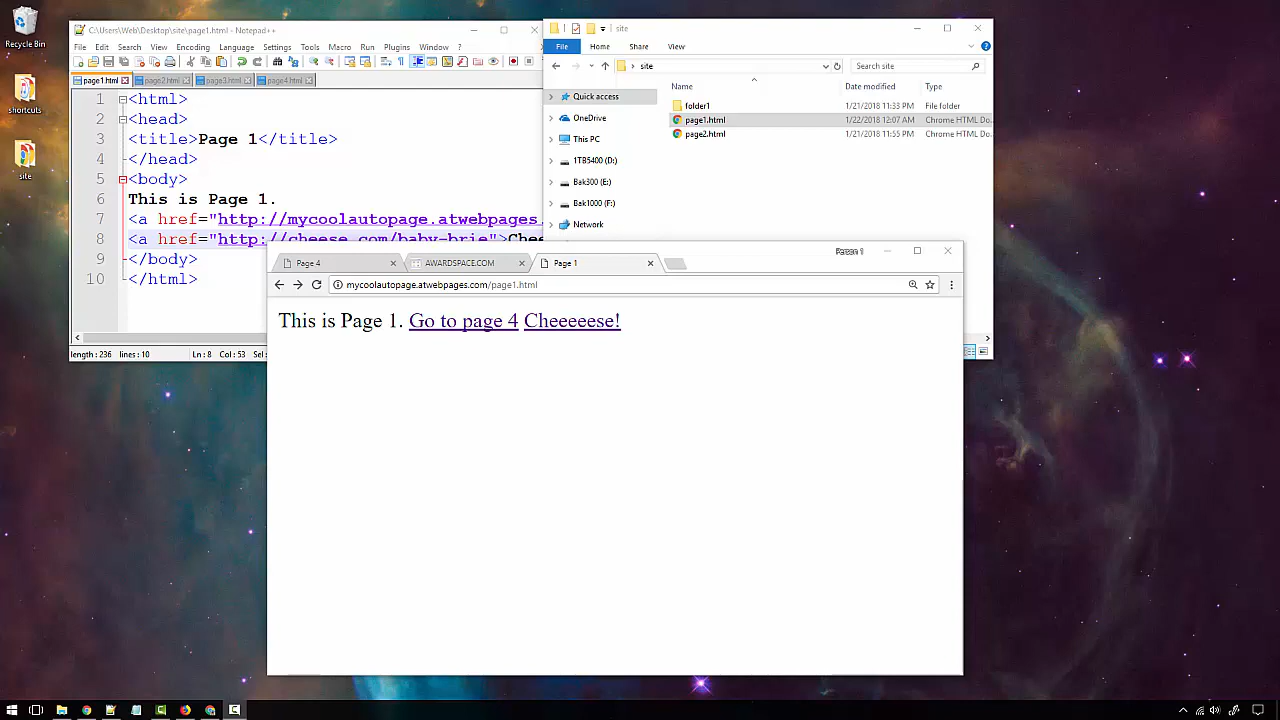 Recycle Bin
shortcuts
site
C:\Users\Web\Desktop\site\page1.html - Notepad++
File Edit Search View Encoding Language Settings Tools Macro Run Plugins Window ?
page1.html page2.html page3.html page4.html
1 <html>
2 <head>
3 <title>Page 1</title>
4 </head>
5 <body>
6 This is Page 1.
7 <a href="http://mycoolautopage.atwebpages.
8 <a href="http://cheese.com/baby-brie">Chee
9 </body>
10 </html>
length : 236 lines : 10 Ln : 8 Col : 53 Sel :
site
File Home Share View
site
Search site
Name Date modified Type
Quick access
OneDrive
This PC
1TB5400 (D:)
Bak300 (E:)
Bak1000 (F:)
Network
folder1 1/21/2018 11:33 PM File folder
page1.html 1/22/2018 12:07 AM Chrome HTML Do...
page2.html 1/21/2018 11:55 PM Chrome HTML Do...
Person 1
Page 4 AWARDSPACE.COM Page 1
mycoolautopage.atwebpages.com/page1.html
This is Page 1. Go to page 4 Cheeeeese!